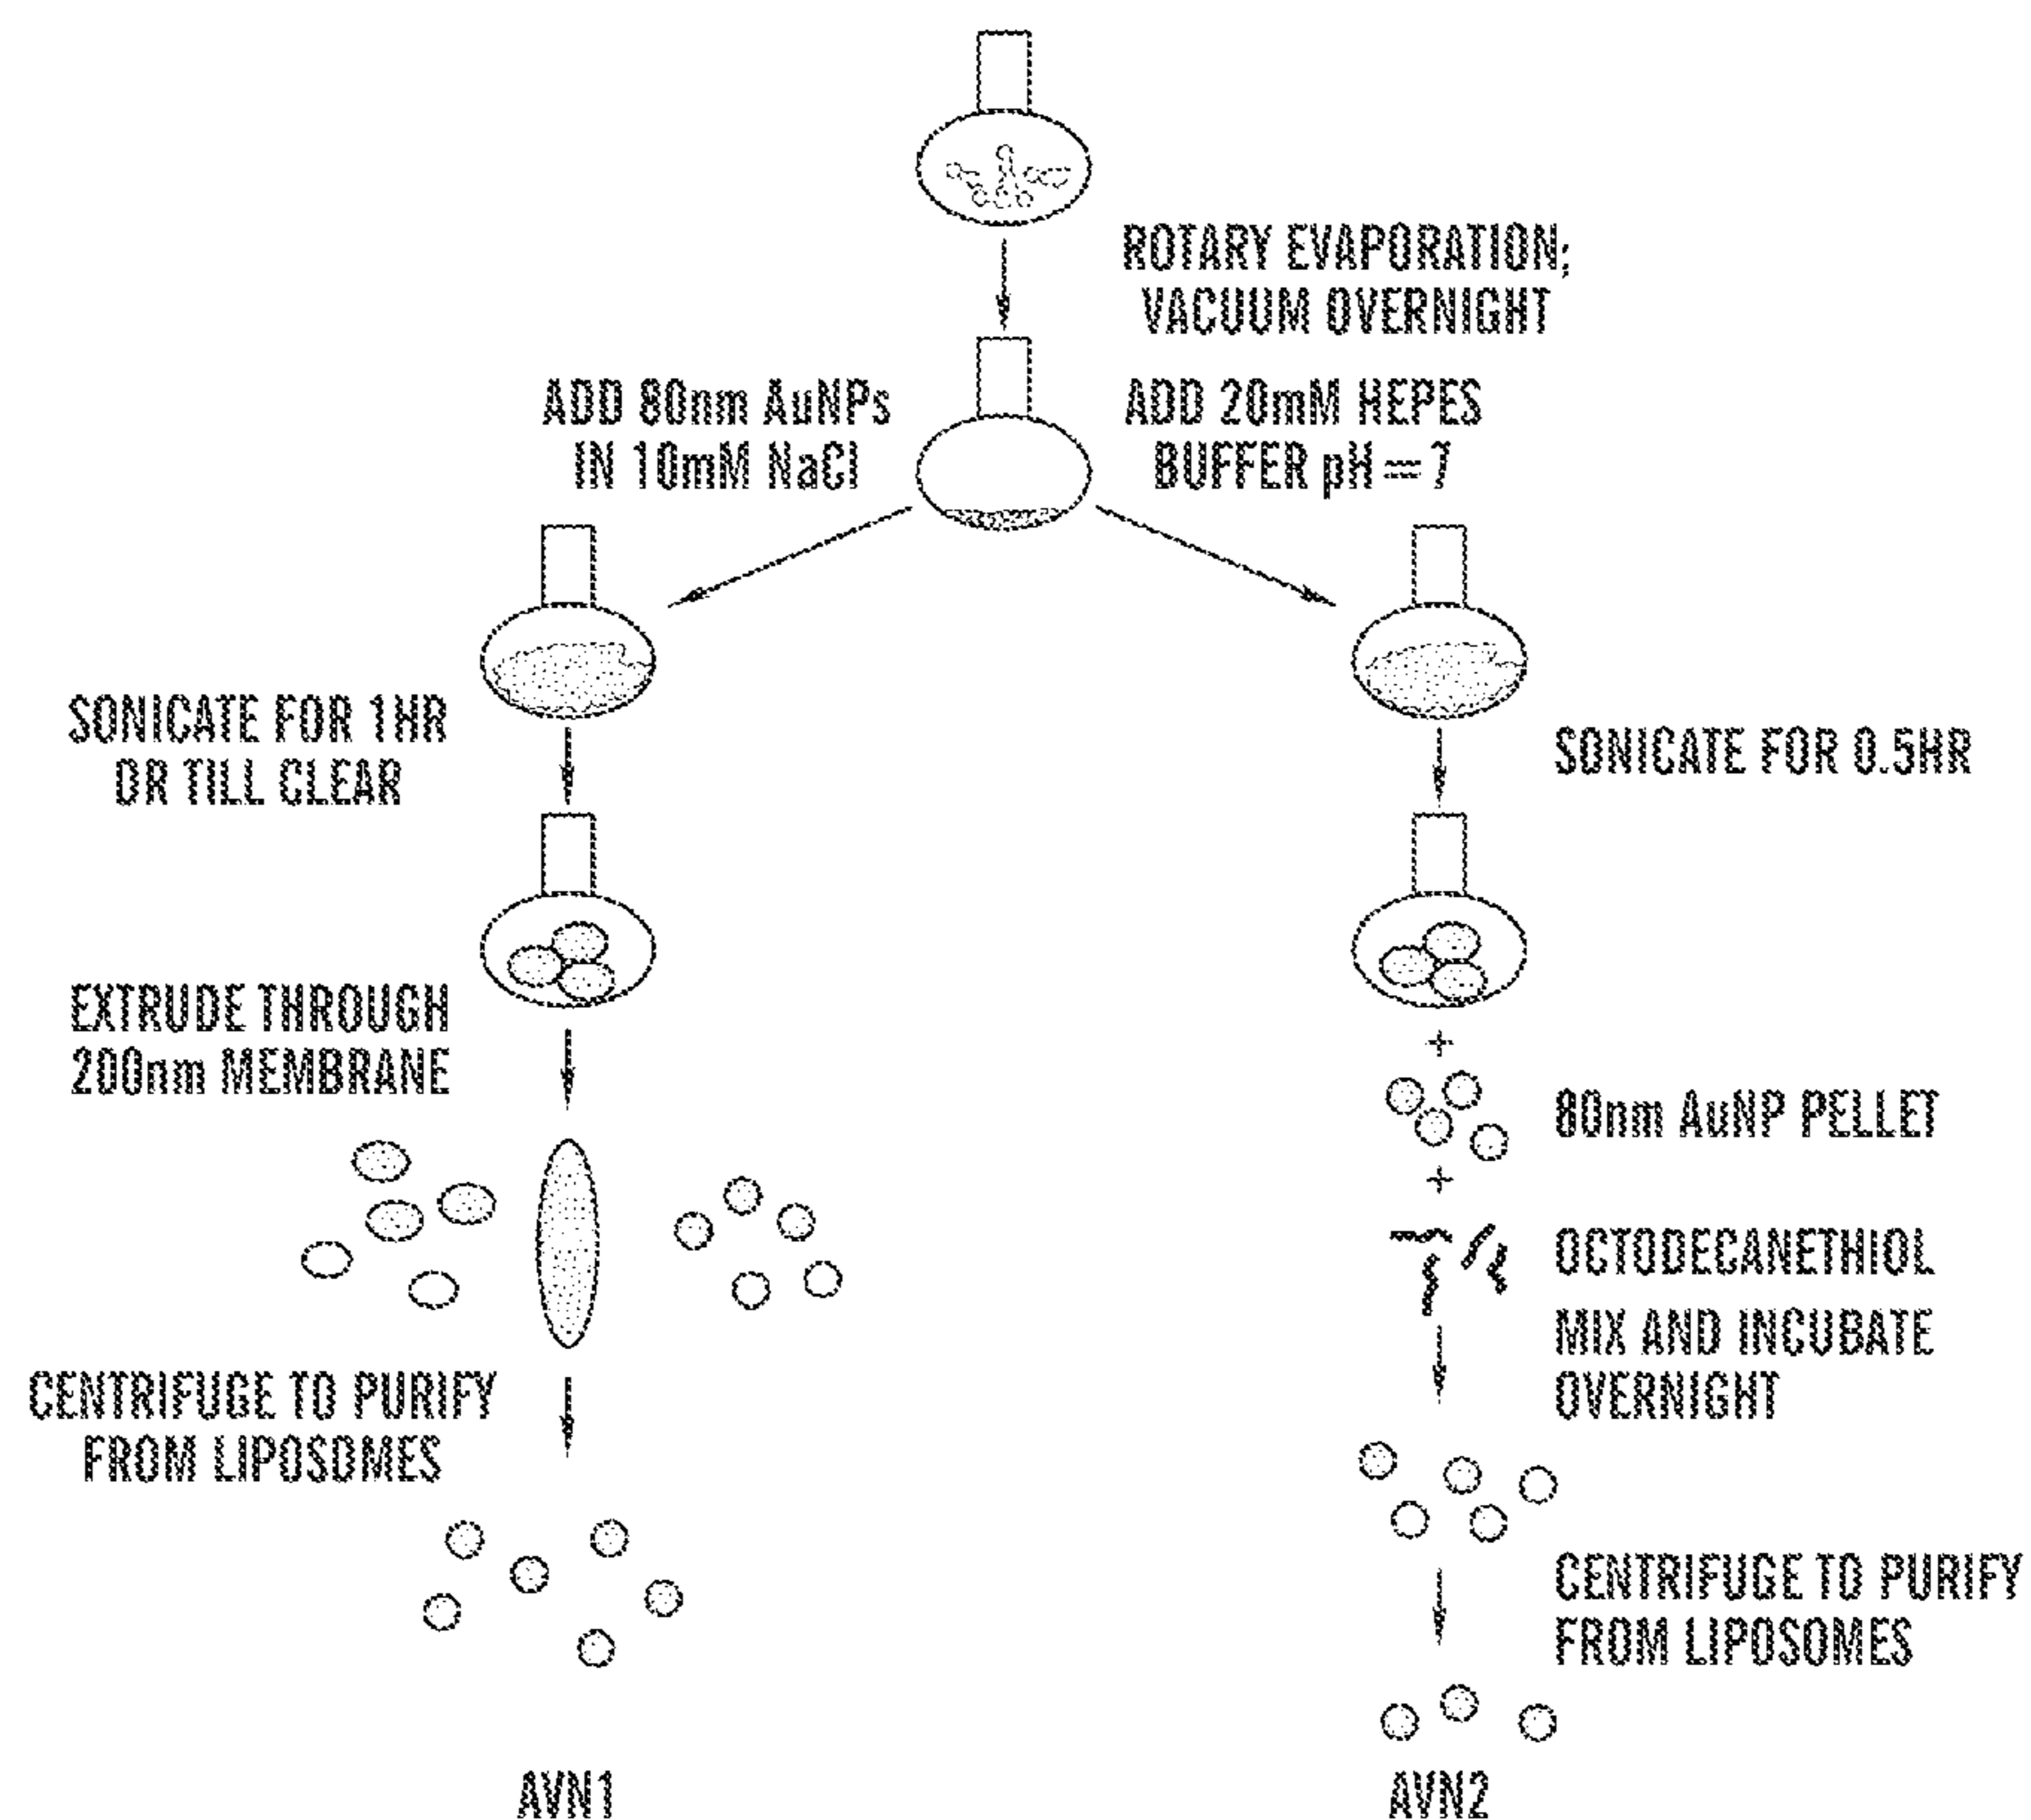 ROTARY EVAPORATION;
VACUUM OVERNIGHT
ADD 80nm AuNPs
IN 10mM NaCl
ADD 20mM HEPES
BUFFER pH = 7
SONICATE FOR 1HR
OR TILL CLEAR
SONICATE FOR 0.5HR
EXTRUDE THROUGH
200nm MEMBRANE
+
80nm AuNP PELLET
+
OCTODECANETHIOL
MIX AND INCUBATE
OVERNIGHT
CENTRIFUGE TO PURIFY
FROM LIPOSOMES
CENTRIFUGE TO PURIFY
FROM LIPOSOMES
AVN1
AVN2